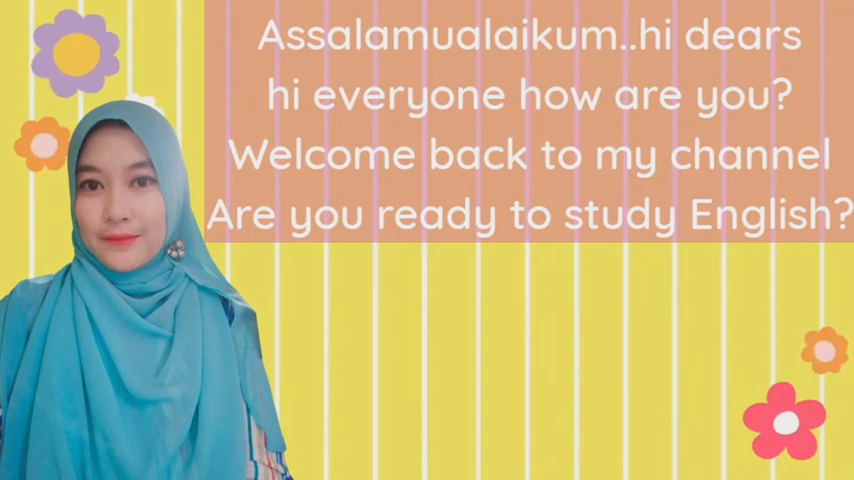 Assalamualaikum..hi dears
hi everyone how are you?
Welcome back to my channel
Are you ready to study English?